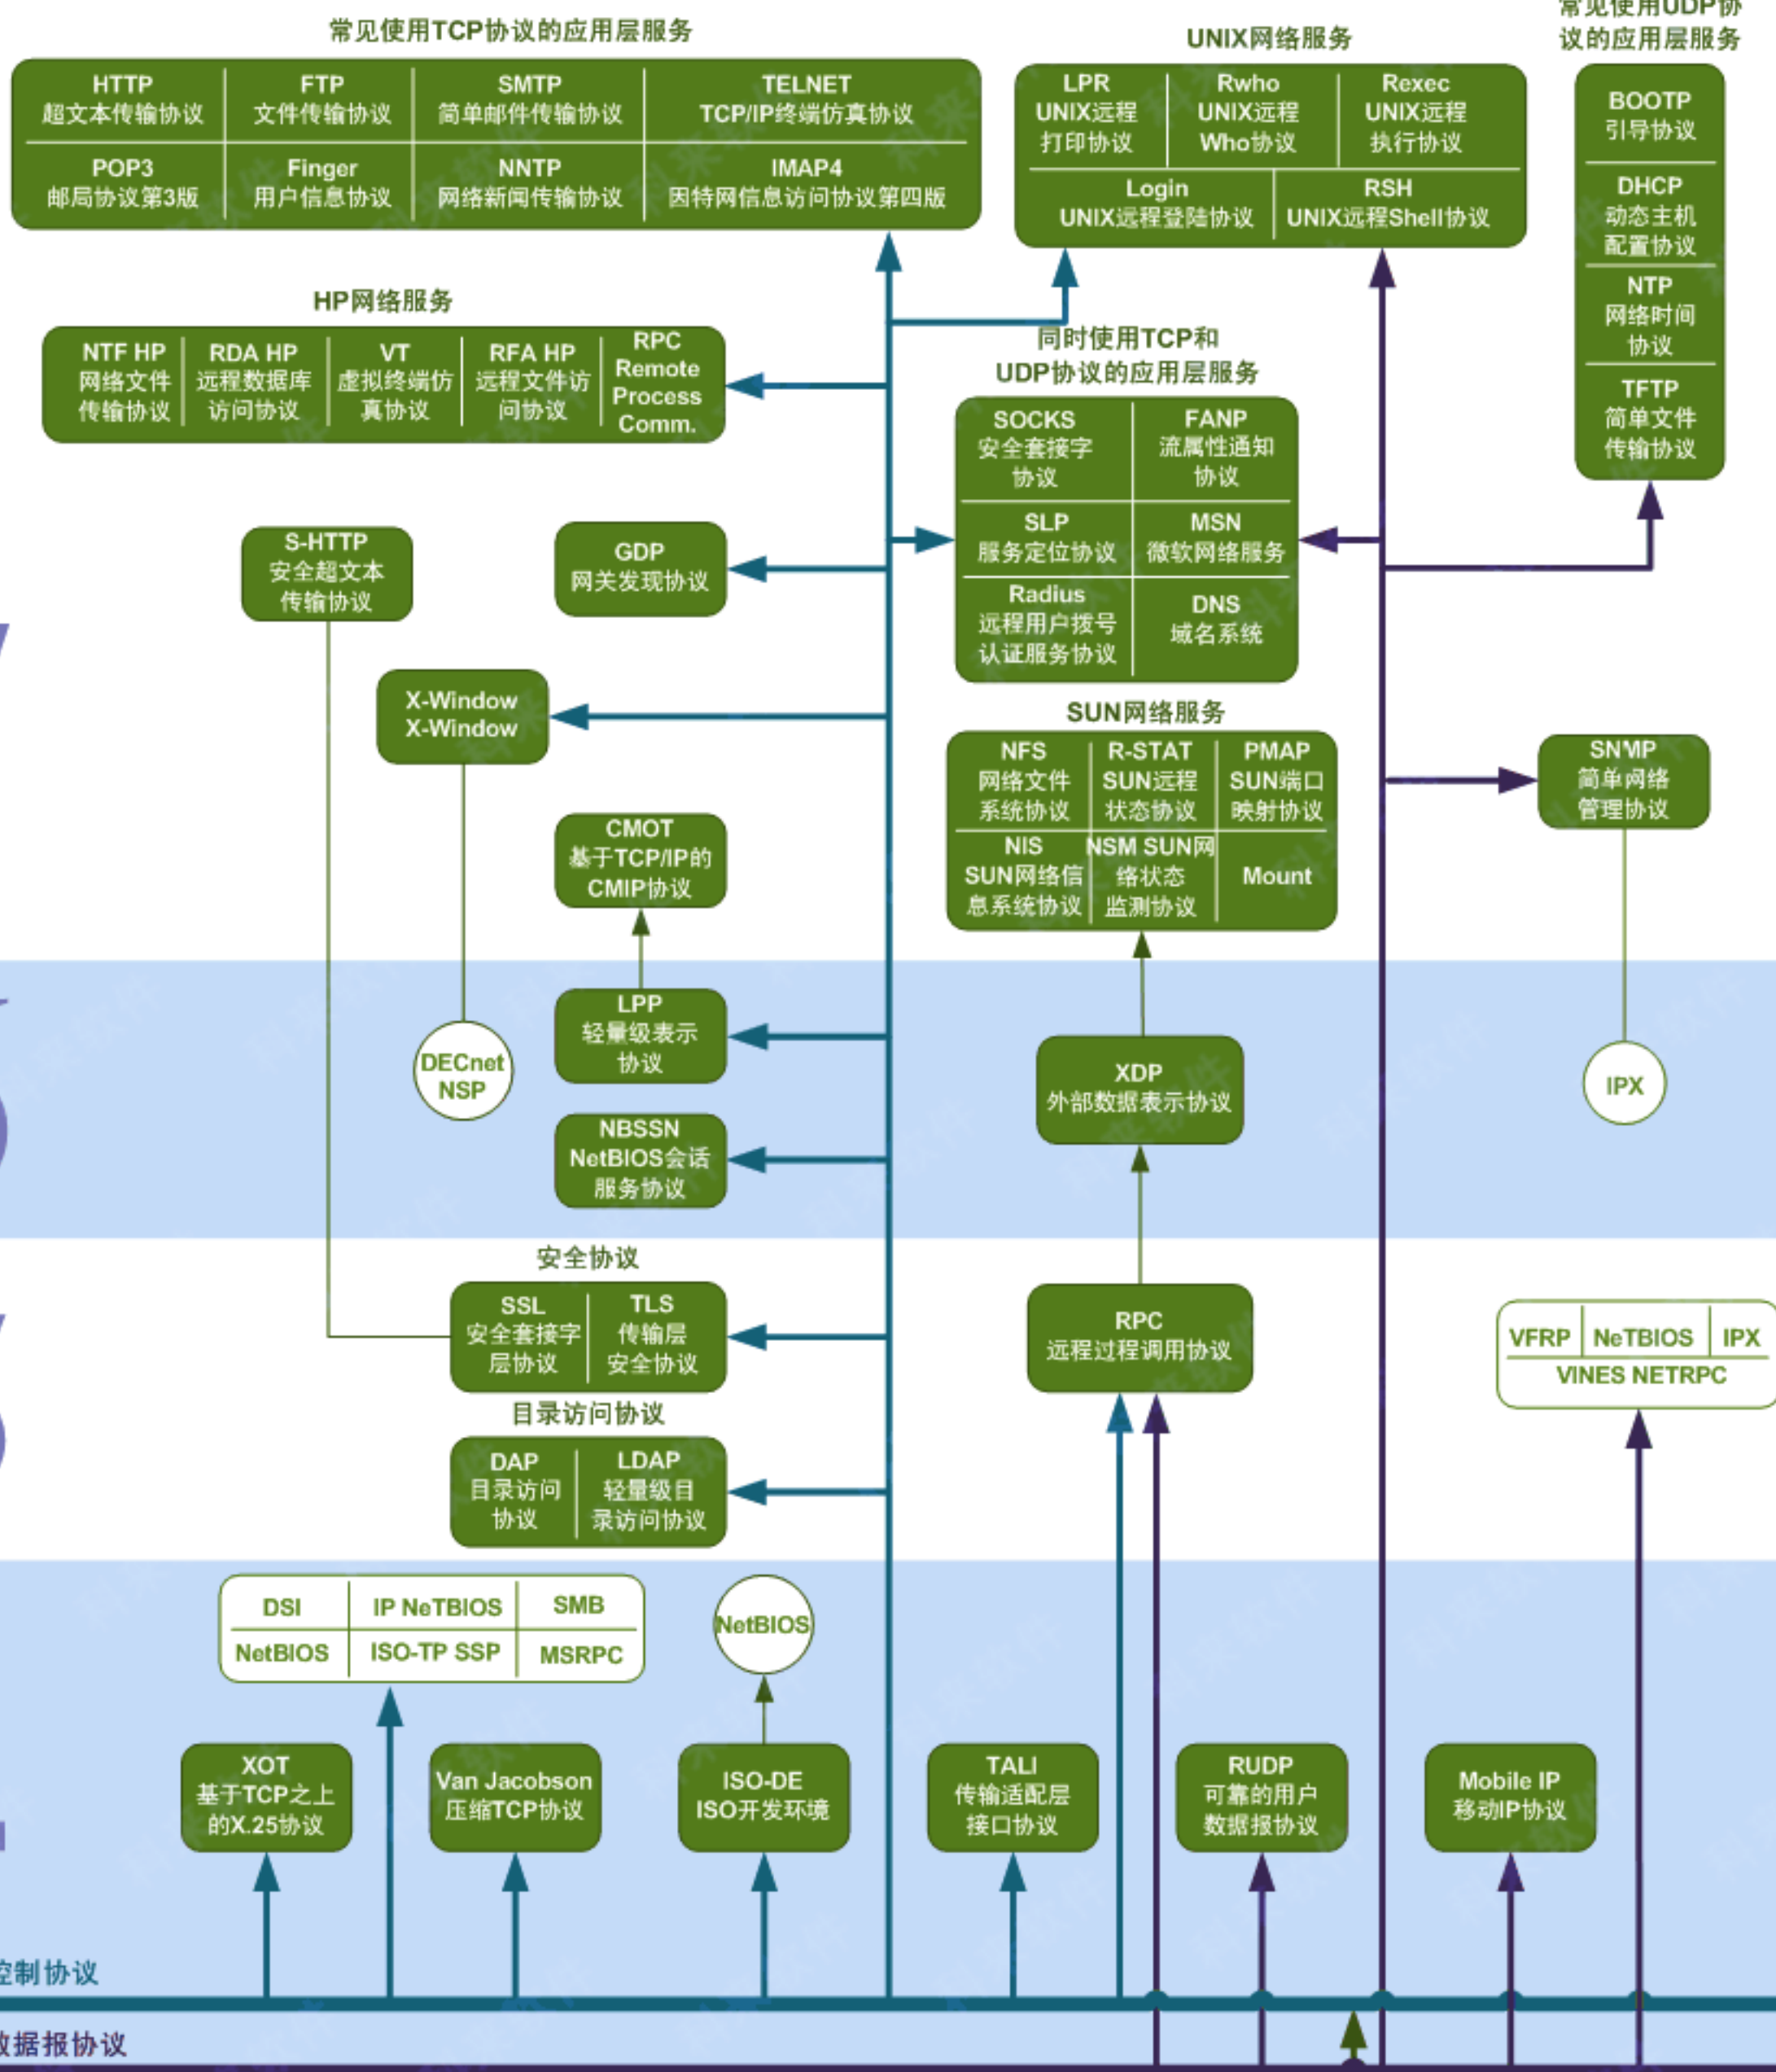 常见使用TCP协议的应用层服务
HTTP
超文本传输协议
FTP
文件传输协议
SMTP
简单邮件传输协议
TELNET
TCP/IP终端仿真协议
POP3
邮局协议第3版
Finger
用户信息协议
NNTP
网络新闻传输协议
IMAP4
因特网信息访问协议第四版
UNIX网络服务
LPR
UNIX远程
打印协议
Rwho
UNIX远程
Who协议
Rexec
UNIX远程
执行协议
Login
UNIX远程登陆协议
RSH
UNIX远程Shell协议
常见使用UDP协
议的应用层服务
BOOTP
引导协议
DHCP
动态主机
配置协议
NTP
网络时间
协议
TFTP
简单文件
传输协议
HP网络服务
NTF HP
网络文件
传输协议
RDA HP
远程数据库
访问协议
VT
虚拟终端仿
真协议
RFA HP
远程文件访
问协议
RPC
Remote
Process
Comm.
同时使用TCP和
UDP协议的应用层服务
SOCKS
安全套接字
协议
FANP
流属性通知
协议
SLP
服务定位协议
MSN
微软网络服务
Radius
远程用户拨号
认证服务协议
DNS
域名系统
S-HTTP
安全超文本
传输协议
GDP
网关发现协议
X-Window
X-Window
SUN网络服务
NFS
网络文件
系统协议
R-STAT
SUN远程
状态协议
PMAP
SUN端口
映射协议
NIS
SUN网络信
息系统协议
NSM SUN网
络状态
监测协议
Mount
SNMP
简单网络
管理协议
CMOT
基于TCP/IP的
CMIP协议
LPP
轻量级表示
协议
DECnet
NSP
XDP
外部数据表示协议
IPX
NBSSN
NetBIOS会话
服务协议
安全协议
SSL
安全套接字
层协议
TLS
传输层
安全协议
RPC
远程过程调用协议
VFRP
NeTBIOS
IPX
VINES NETRPC
目录访问协议
DAP
目录访问
协议
LDAP
轻量级目
录访问协议
DSI
IP NeTBIOS
SMB
NetBIOS
ISO-TP SSP
MSRPC
NetBIOS
XOT
基于TCP之上
的X.25协议
Van Jacobson
压缩TCP协议
ISO-DE
ISO开发环境
TALI
传输适配层
接口协议
RUDP
可靠的用户
数据报协议
Mobile IP
移动IP协议
控制协议
数据报协议